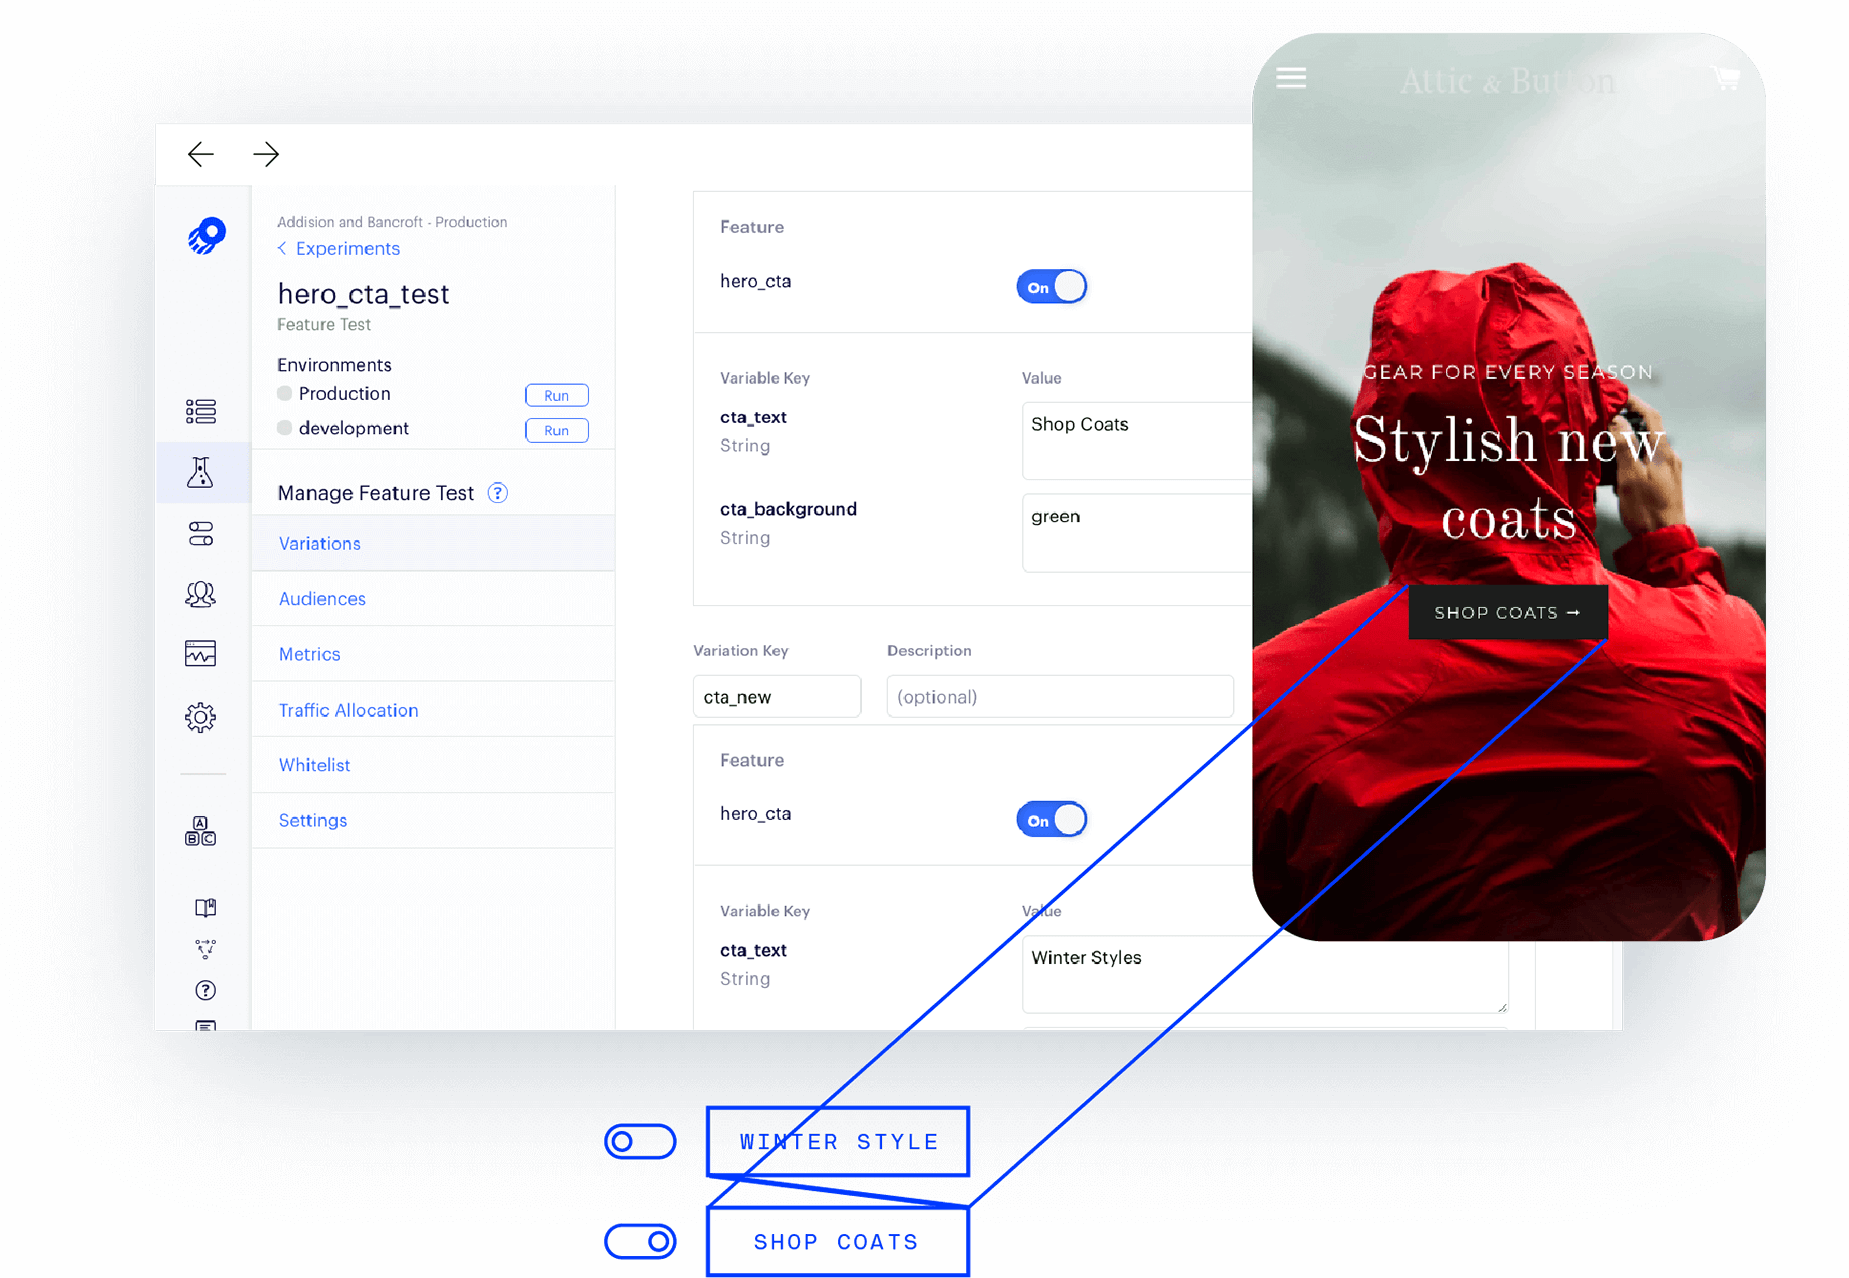 Addision and Bancroft - Production
Experiments
hero_cta_test
Feature Test
Environments
Production Run
development Run
Manage Feature Test ?
Variations
Audiences
Metrics
Traffic Allocation
Whitelist
Settings
A
B C
?
Feature
hero_cta On
Variable Key Value
cta_text Shop Coats
String
cta_background green
String
Variation Key Description
cta_new (optional)
Feature
hero_cta On
Variable Key Value
cta_text Winter Styles
String
Attic & Button
GEAR FOR EVERY SEASON
Stylish new
coats
SHOP COATS →
WINTER STYLE
SHOP COATS